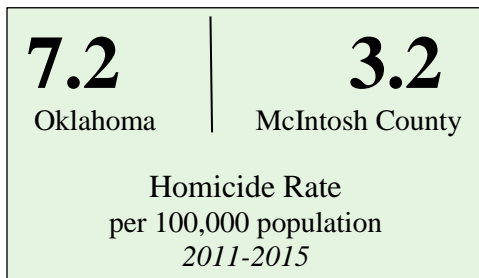 7.2 3.2
Oklahoma McIntosh County
Homicide Rate
per 100,000 population
2011-2015